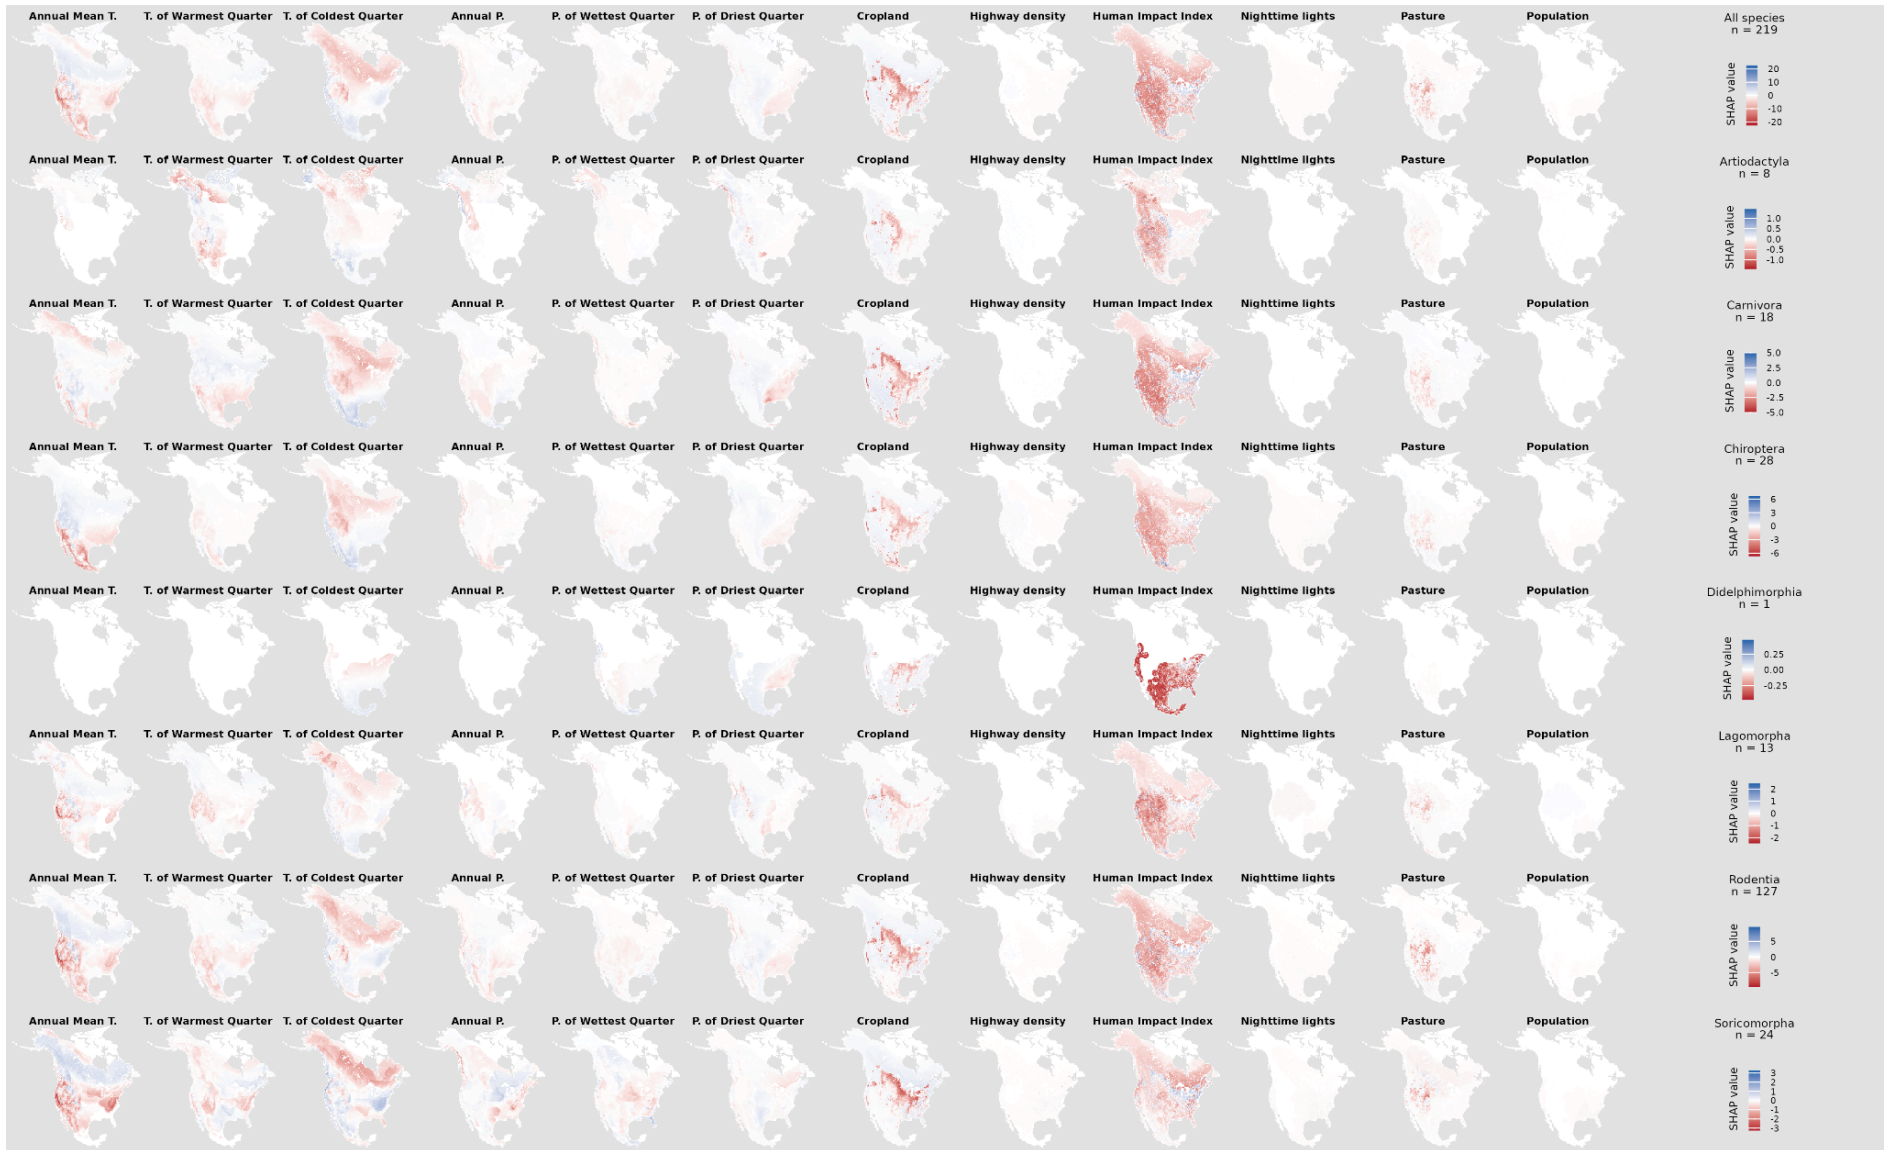 Annual Mean T. T. of Warmest Quarter T. of Coldest Quarter Annual P. P. of Wettest Quarter P. of Driest Quarter Cropland Highway density Human Impact Index Nighttime lights Pasture Population
All species
n = 219
SHAP value
20
10
0
-10
-20
Annual Mean T. T. of Warmest Quarter T. of Coldest Quarter Annual P. P. of Wettest Quarter P. of Driest Quarter Cropland Highway density Human Impact Index Nighttime lights Pasture Population
Artiodactyla
n = 8
SHAP value
1.0
0.5
0.0
-0.5
-1.0
Annual Mean T. T. of Warmest Quarter T. of Coldest Quarter Annual P. P. of Wettest Quarter P. of Driest Quarter Cropland Highway density Human Impact Index Nighttime lights Pasture Population
Carnivora
n = 18
SHAP value
5.0
2.5
0.0
-2.5
-5.0
Annual Mean T. T. of Warmest Quarter T. of Coldest Quarter Annual P. P. of Wettest Quarter P. of Driest Quarter Cropland Highway density Human Impact Index Nighttime lights Pasture Population
Chiroptera
n = 28
SHAP value
6
3
0
-3
-6
Annual Mean T. T. of Warmest Quarter T. of Coldest Quarter Annual P. P. of Wettest Quarter P. of Driest Quarter Cropland Highway density Human Impact Index Nighttime lights Pasture Population
Didelphimorphia
n = 1
SHAP value
0.25
0.00
-0.25
Annual Mean T. T. of Warmest Quarter T. of Coldest Quarter Annual P. P. of Wettest Quarter P. of Driest Quarter Cropland Highway density Human Impact Index Nighttime lights Pasture Population
Lagomorpha
n = 13
SHAP value
2
1
0
-1
-2
Annual Mean T. T. of Warmest Quarter T. of Coldest Quarter Annual P. P. of Wettest Quarter P. of Driest Quarter Cropland Highway density Human Impact Index Nighttime lights Pasture Population
Rodentia
n = 127
SHAP value
5
0
-5
Annual Mean T. T. of Warmest Quarter T. of Coldest Quarter Annual P. P. of Wettest Quarter P. of Driest Quarter Cropland Highway density Human Impact Index Nighttime lights Pasture Population
Soricomorpha
n = 24
SHAP value
3
2
1
0
-1
-2
-3